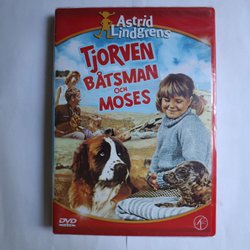 Astrid
Lindgrens
TJORVEN
BÅTSMAN
OCH
MOSES
DVD